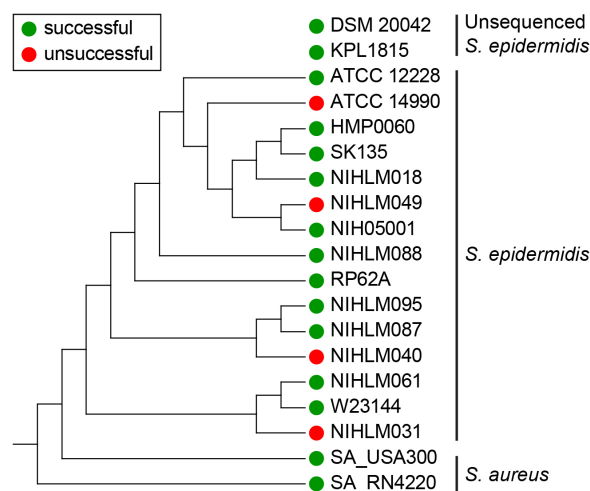 successful
unsuccessful
DSM 20042
KPL1815
Unsequenced
S. epidermidis
ATCC 12228
ATCC 14990
HMP0060
SK135
NIHLM018
NIHLM049
NIH05001
NIHLM088
RP62A
NIHLM095
NIHLM087
NIHLM040
NIHLM061
W23144
NIHLM031
S. epidermidis
SA_USA300
SA_RN4220
S. aureus